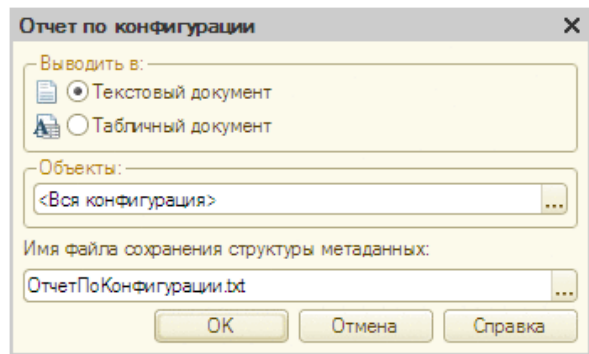 Отчет по конфигурации
Выводить в:
Текстовый документ
Табличный документ
Объекты:
<Вся конфигурация>
...
Имя файла сохранения структуры метаданных:
ОтчетПоКонфигурации.txt
...
OK Отмена Справка